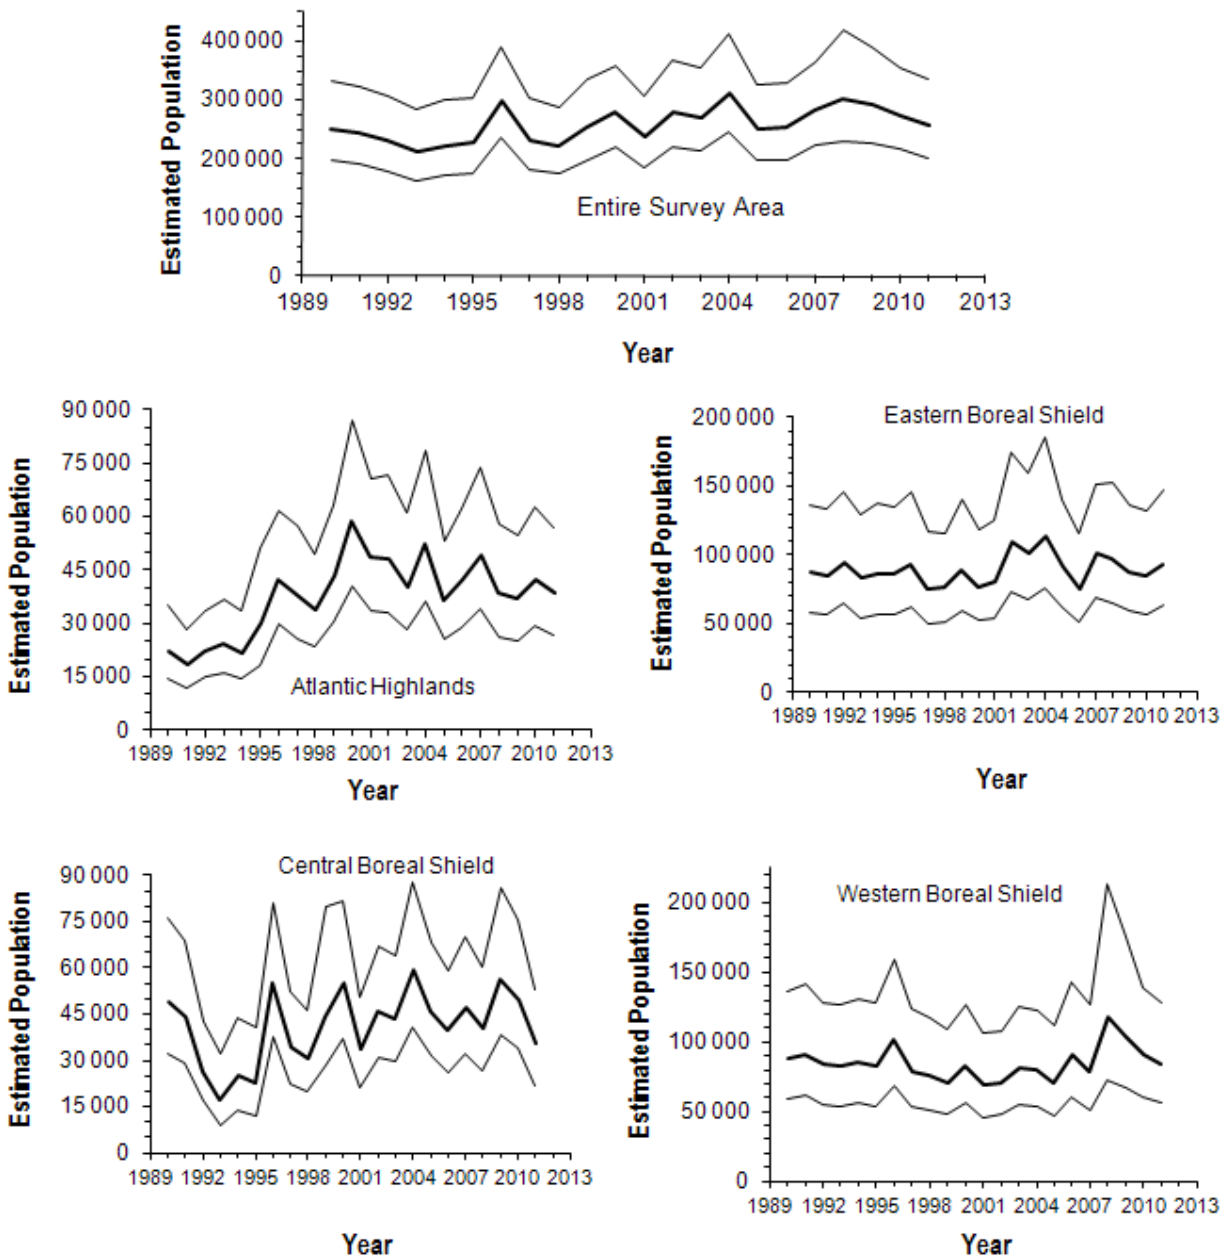 Estimated Population
400 000
300 000
200 000
100 000
0
Entire Survey Area
1989 1992 1995 1998 2001 2004 2007 2010 2013
Year
Estimated Population
90 000
75 000
60 000
45 000
30 000
15 000
0
Atlantic Highlands
1989 1992 1995 1998 2001 2004 2007 2010 2013
Year
Estimated Population
200 000
150 000
100 000
50 000
0
Eastern Boreal Shield
1989 1992 1995 1998 2001 2004 2007 2010 2013
Year
Estimated Population
90 000
75 000
60 000
45 000
30 000
15 000
0
Central Boreal Shield
1989 1992 1995 1998 2001 2004 2007 2010 2013
Year
Estimated Population
200 000
150 000
100 000
50 000
0
Western Boreal Shield
1989 1992 1995 1998 2001 2004 2007 2010 2013
Year